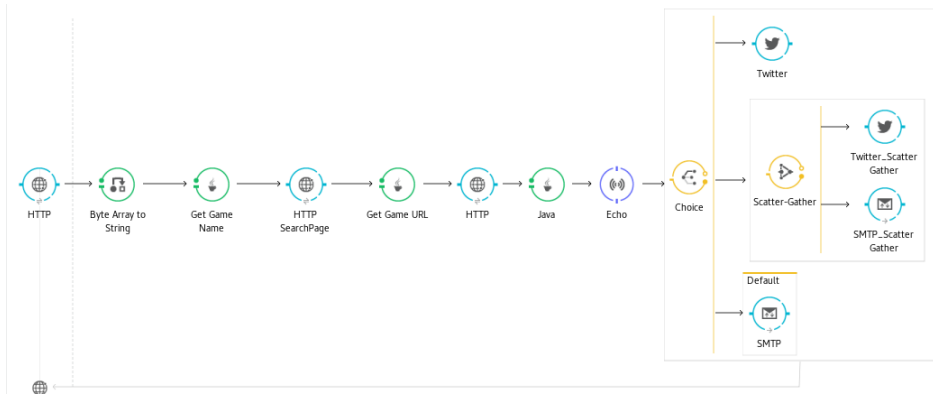 Twitter
Twitter_Scatter
Gather
HTTP
Byte Array to
String
Get Game
Name
HTTP
SearchPage
Get Game URL
HTTP
Java
Echo
Choice
Scatter-Gather
SMTP_Scatter
Gather
Default
SMTP